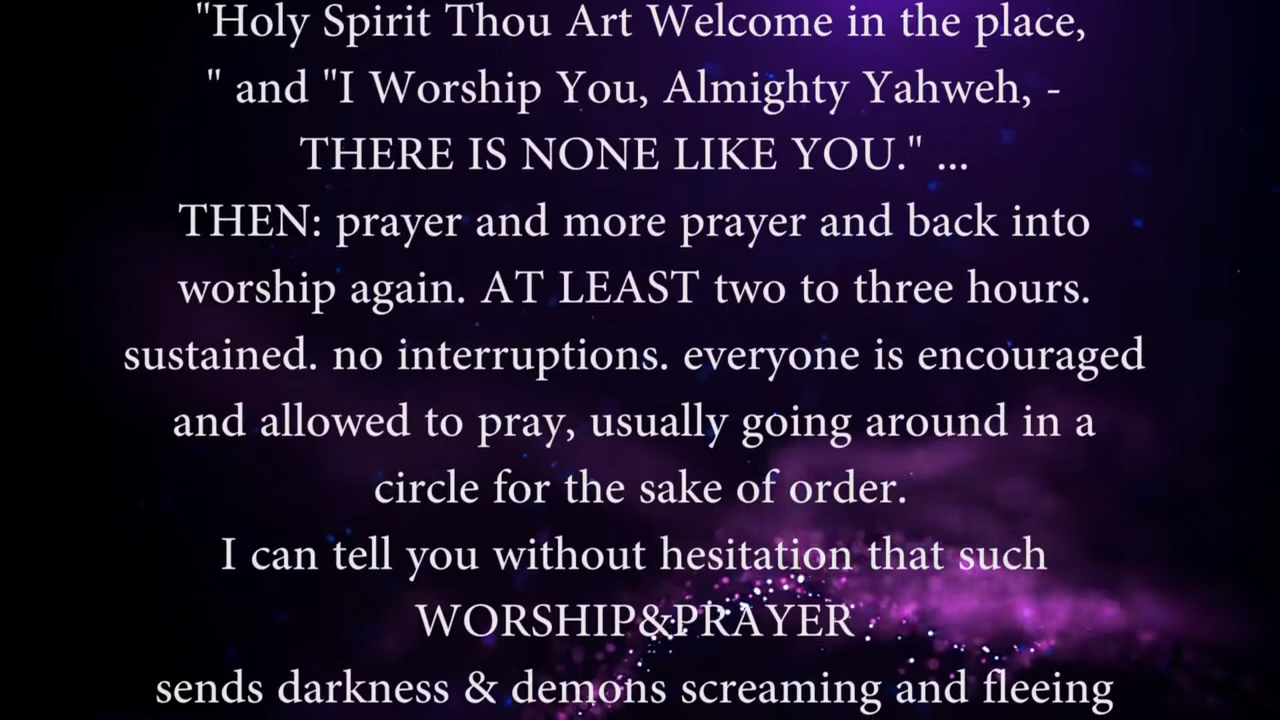 "Holy Spirit Thou Art Welcome in the place,
" and "I Worship You, Almighty Yahweh, -
THERE IS NONE LIKE YOU." ...
THEN: prayer and more prayer and back into
worship again. AT LEAST two to three hours.
sustained. no interruptions. everyone is encouraged
and allowed to pray, usually going around in a
circle for the sake of order.
I can tell you without hesitation that such
WORSHIP&PRAYER
sends darkness & demons screaming and fleeing